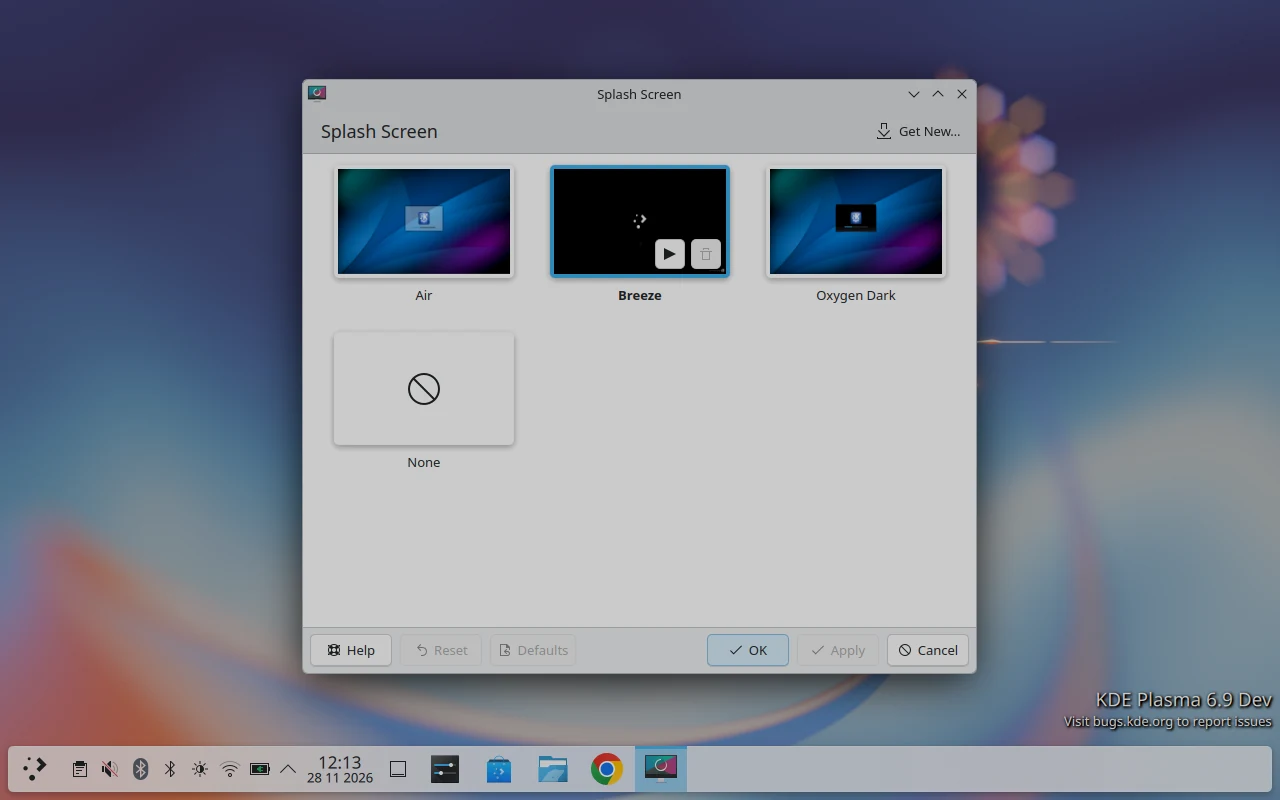 Splash Screen
Splash Screen
Get New...
Air
Breeze
Oxygen Dark
None
Help
Reset
Defaults
OK
Apply
Cancel
KDE Plasma 6.9 Dev
Visit bugs.kde.org to report issues
12:13
28 11 2026